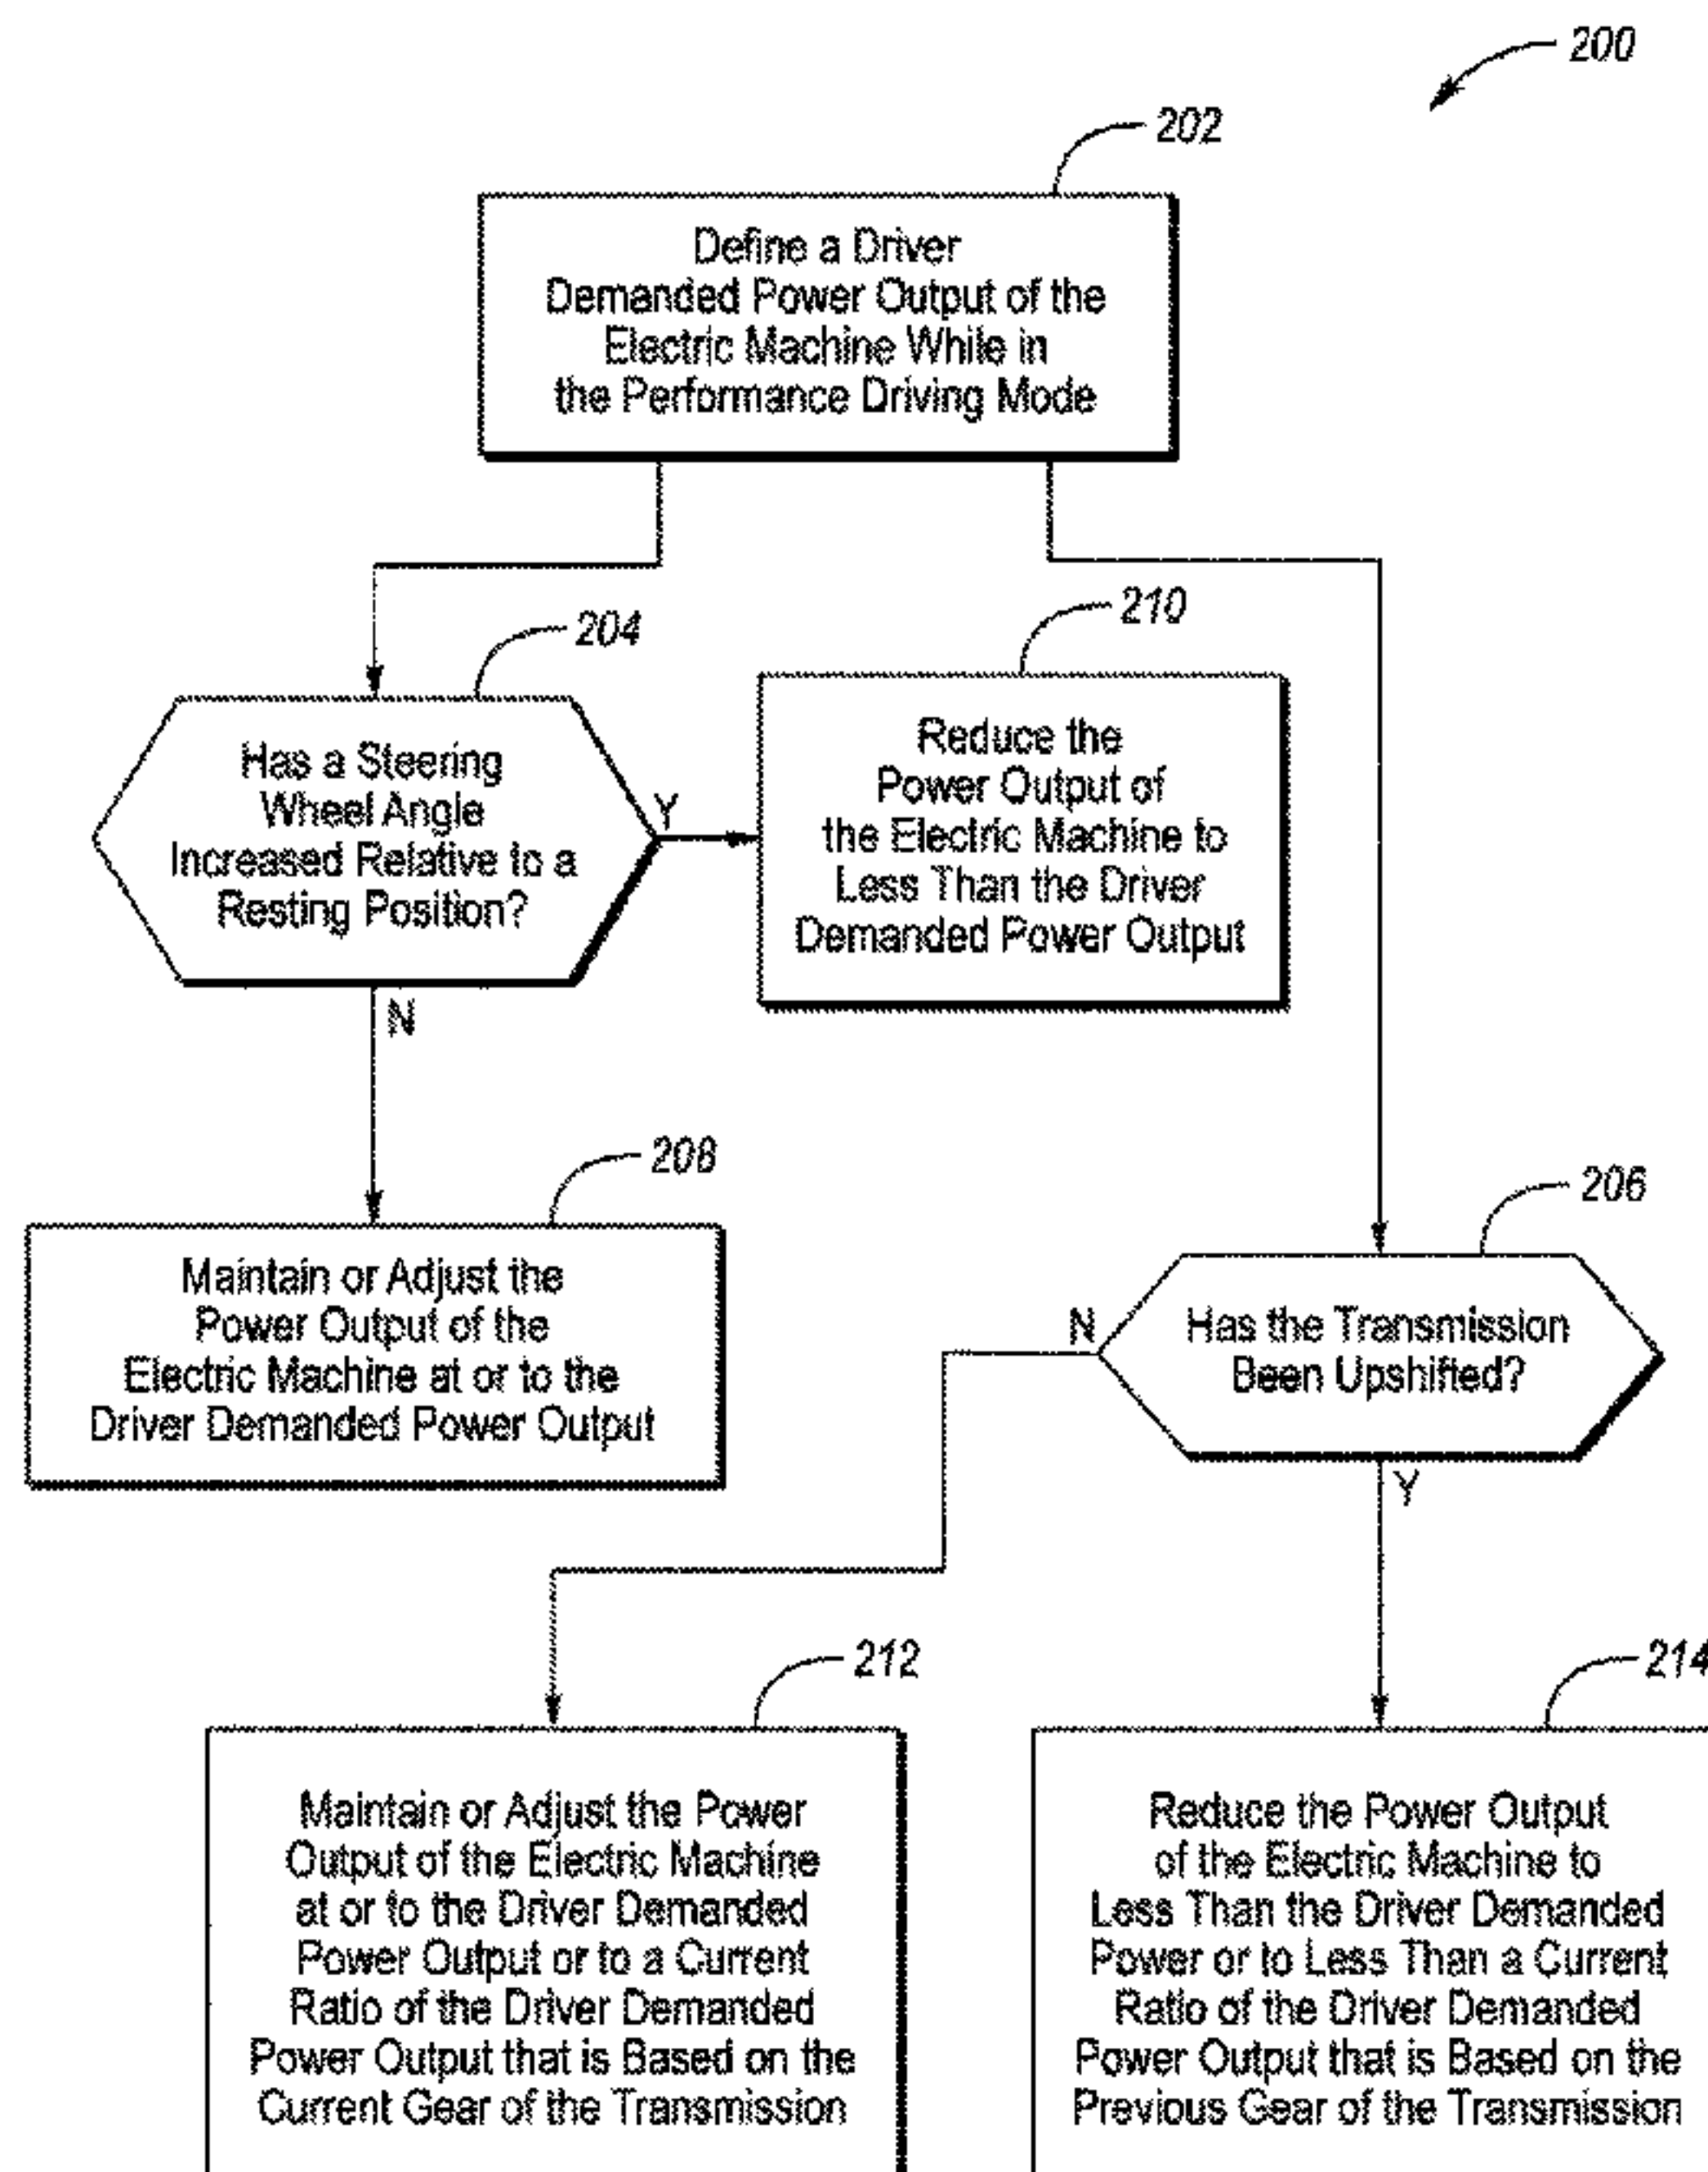 200
202
Define a Driver
Demanded Power Output of the
Electric Machine While in
the Performance Driving Mode
204
Has a Steering
Wheel Angle
Increased Relative to a
Resting Position?
Y
N
210
Reduce the
Power Output of
the Electric Machine to
Less Than the Driver
Demanded Power Output
208
Maintain or Adjust the
Power Output of the
Electric Machine at or to the
Driver Demanded Power Output
206
N
Has the Transmission
Been Upshifted?
Y
212
Maintain or Adjust the Power
Output of the Electric Machine
at or to the Driver Demanded
Power Output or to a Current
Ratio of the Driver Demanded
Power Output that is Based on the
Current Gear of the Transmission
214
Reduce the Power Output
of the Electric Machine to
Less Than the Driver Demanded
Power or to Less Than a Current
Ratio of the Driver Demanded
Power Output that is Based on the
Previous Gear of the Transmission